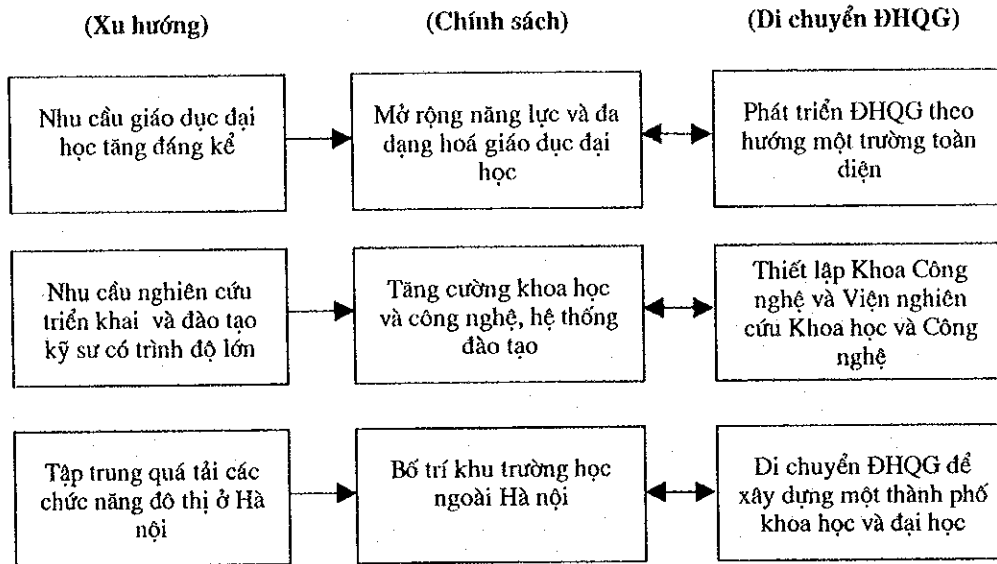 (Xu hướng)
(Chính sách)
(Di chuyển ĐHQG)
Nhu cầu giáo dục đại
học tăng đáng kể
Mở rộng năng lực và đa
dạng hoá giáo dục đại
học
Phát triển ĐHQG theo
hướng một trường toàn
diện
Nhu cầu nghiên cứu
triển khai và đào tạo
kỹ sư có trình độ lớn
Tăng cường khoa học
và công nghệ, hệ thống
đào tạo
Thiết lập Khoa Công
nghệ và Viện nghiên
cứu Khoa học và Công
nghệ
Tập trung quá tải các
chức năng đô thị ở Hà
nội
Bố trí khu trường học
ngoài Hà nội
Di chuyển ĐHQG để
xây dựng một thành phố
khoa học và đại học